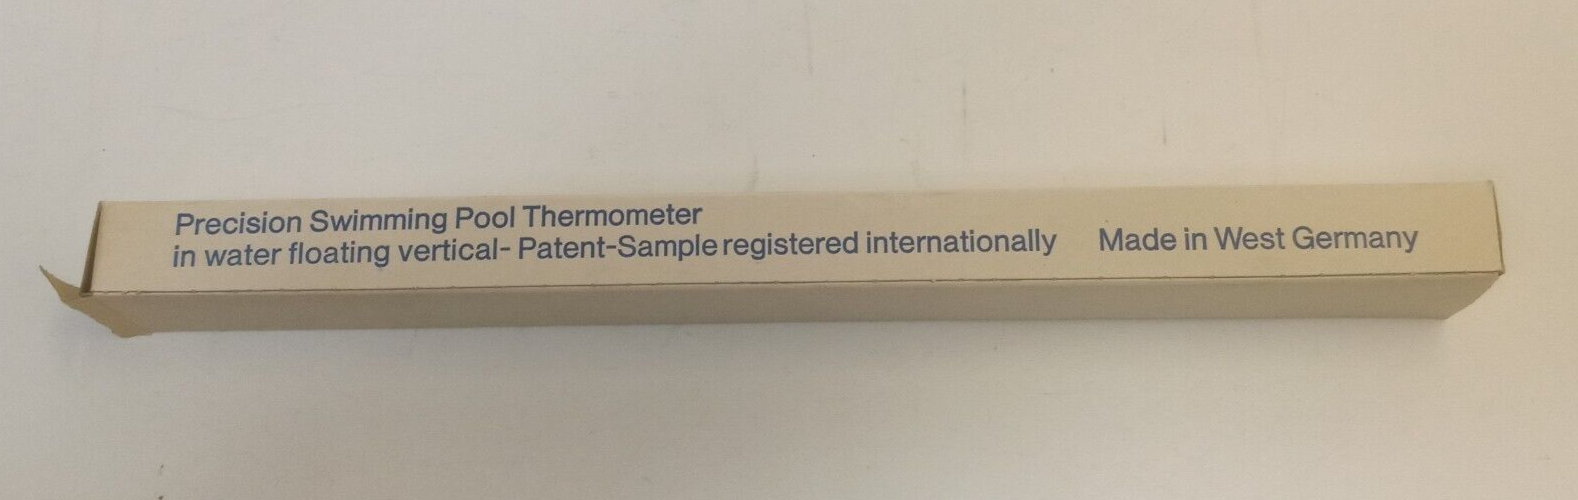 Precision Swimming Pool Thermometer
in water floating vertical- Patent-Sample registered internationally Made in West Germany